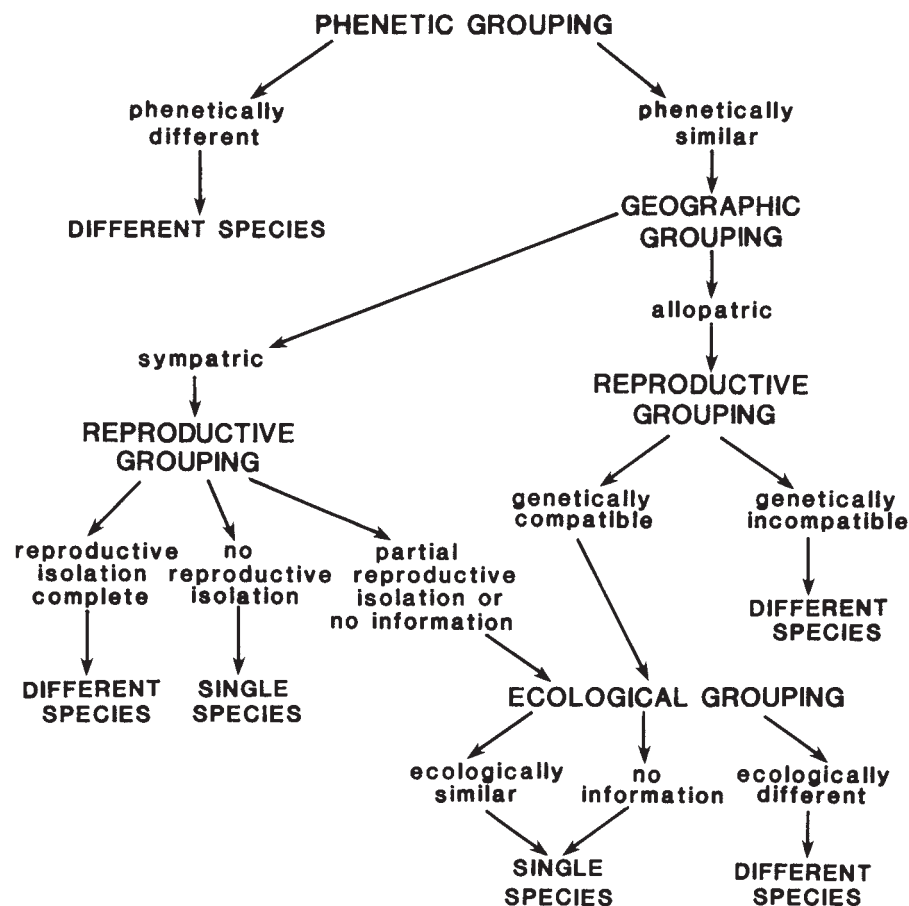 PHENETIC GROUPING
phenetically
different
phenetically
similar
DIFFERENT SPECIES
GEOGRAPHIC
GROUPING
allopatric
sympatric
REPRODUCTIVE
GROUPING
REPRODUCTIVE
GROUPING
genetically
compatible
genetically
incompatible
reproductive
isolation
complete
no
reproductive
isolation
partial
reproductive
isolation or
no information
DIFFERENT
SPECIES
DIFFERENT
SPECIES
SINGLE
SPECIES
ECOLOGICAL GROUPING
ecologically
similar
no
information
ecologically
different
SINGLE
SPECIES
DIFFERENT
SPECIES